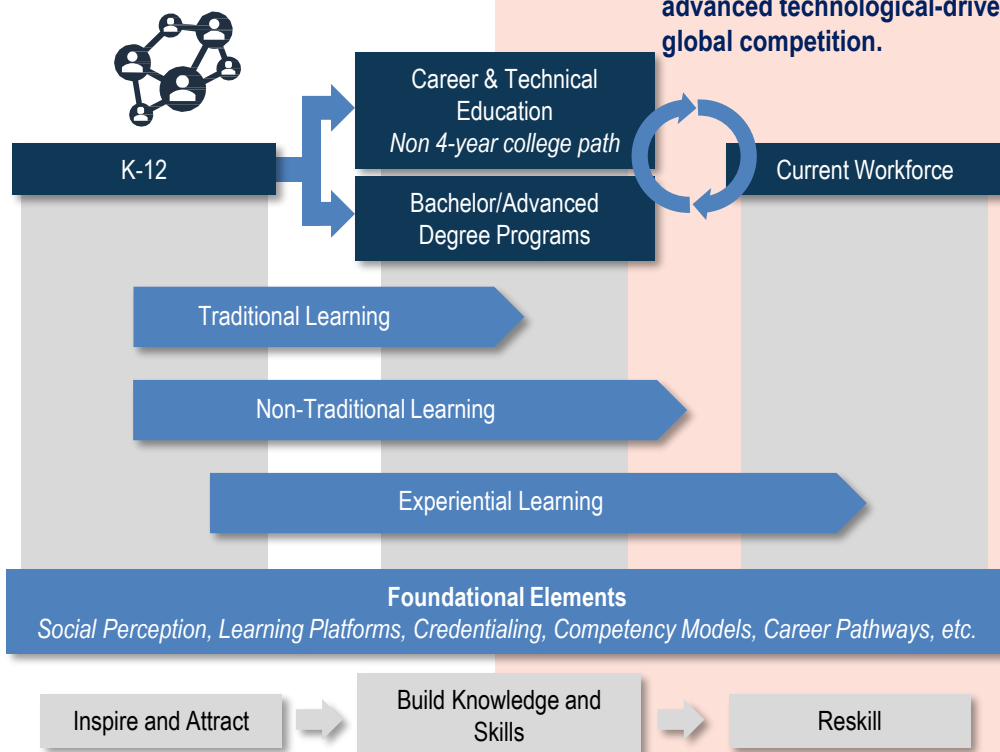 advanced technological-drive
global competition.
Career & Technical
Education
Non 4-year college path
K-12
Current Workforce
Bachelor/Advanced
Degree Programs
Traditional Learning
Non-Traditional Learning
Experiential Learning
Foundational Elements
Social Perception, Learning Platforms, Credentialing, Competency Models, Career Pathways, etc.
Inspire and Attract
Build Knowledge and
Skills
Reskill